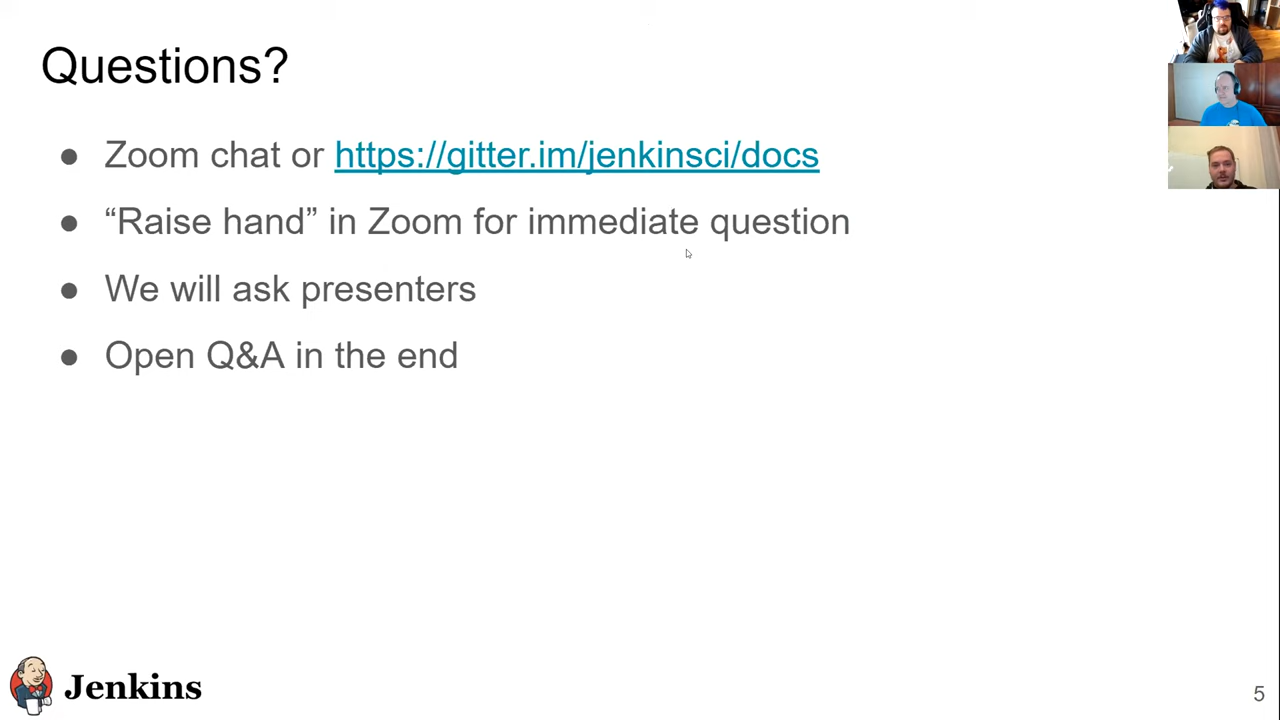 Questions?
● Zoom chat or https://gitter.im/jenkinsci/docs
● “Raise hand” in Zoom for immediate question
● We will ask presenters
● Open Q&A in the end
Jenkins
5